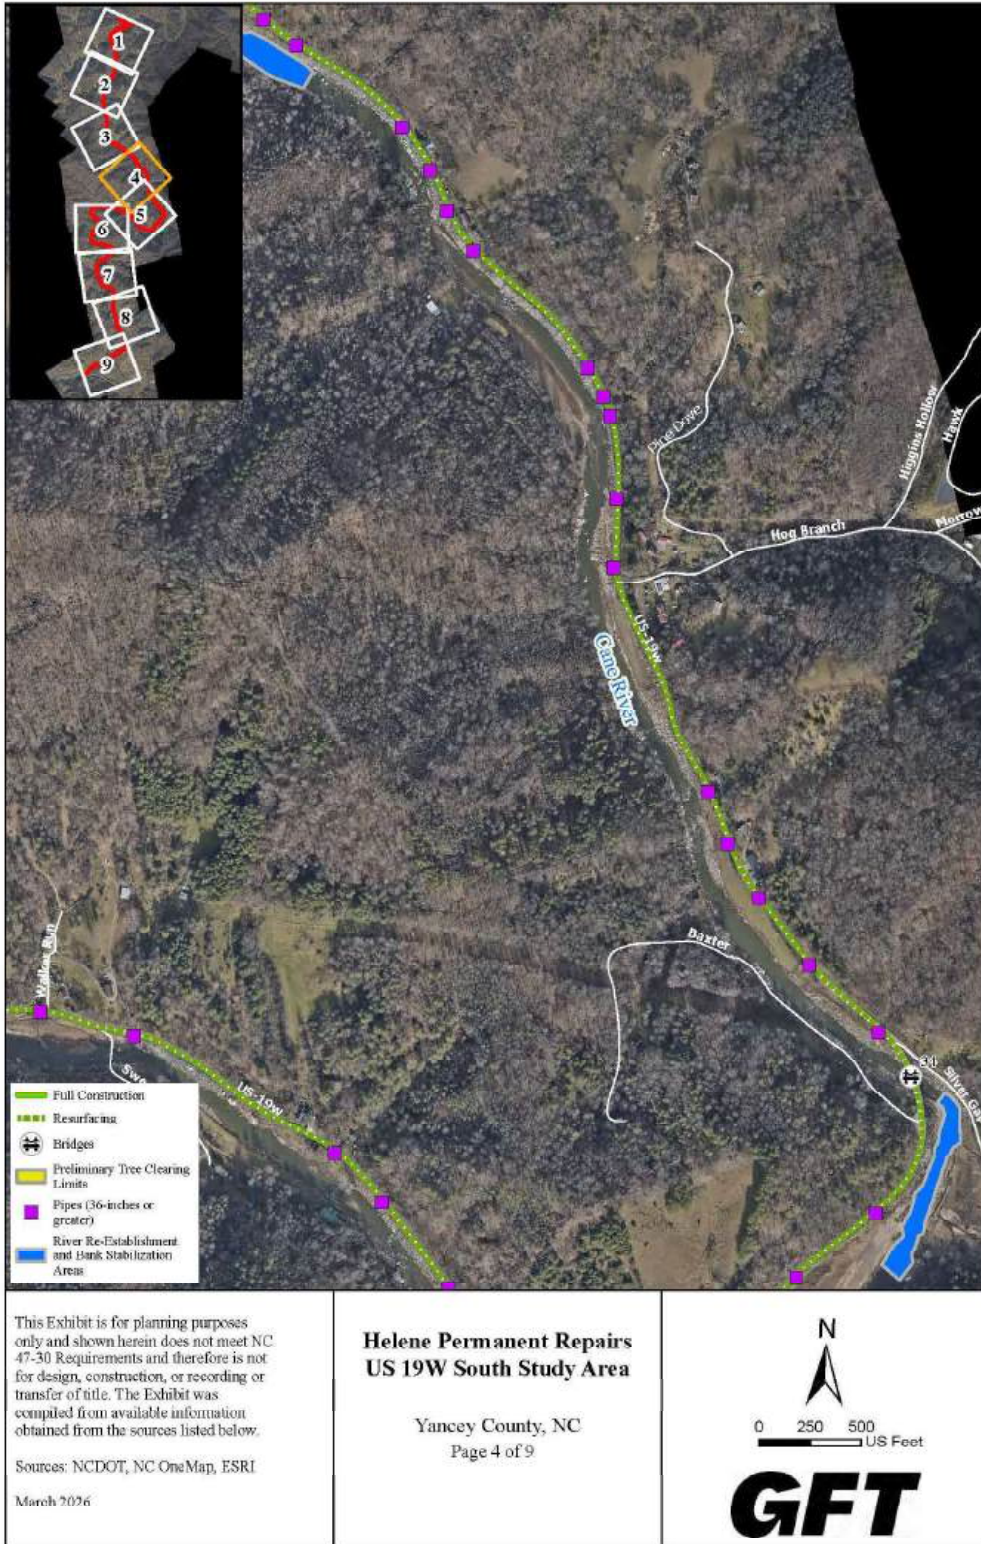 1
2
3
4
5
6
7
8
9
Pine Dove
Higgins Hollow
Hawk
Hog Branch
Morrow
US-19W
Cane River
Baxter
Walker Run
34
Silver Ga
Swe
US-19W
Full Construction
Resurfacing
Bridges
Preliminary Tree Clearing
Limits
Pipes (36-inches or
greater)
River Re-Establishment
and Bank Stabilization
Areas
This Exhibit is for planning purposes
only and shown herein does not meet NC
47-30 Requirements and therefore is not
for design, construction, or recording or
transfer of title. The Exhibit was
compiled from available information
obtained from the sources listed below.
Sources: NCDOT, NC OneMap, ESRI
March 2026
Helene Permanent Repairs
US 19W South Study Area
Yancey County, NC
Page 4 of 9
N
0 250 500
US Feet
GFT